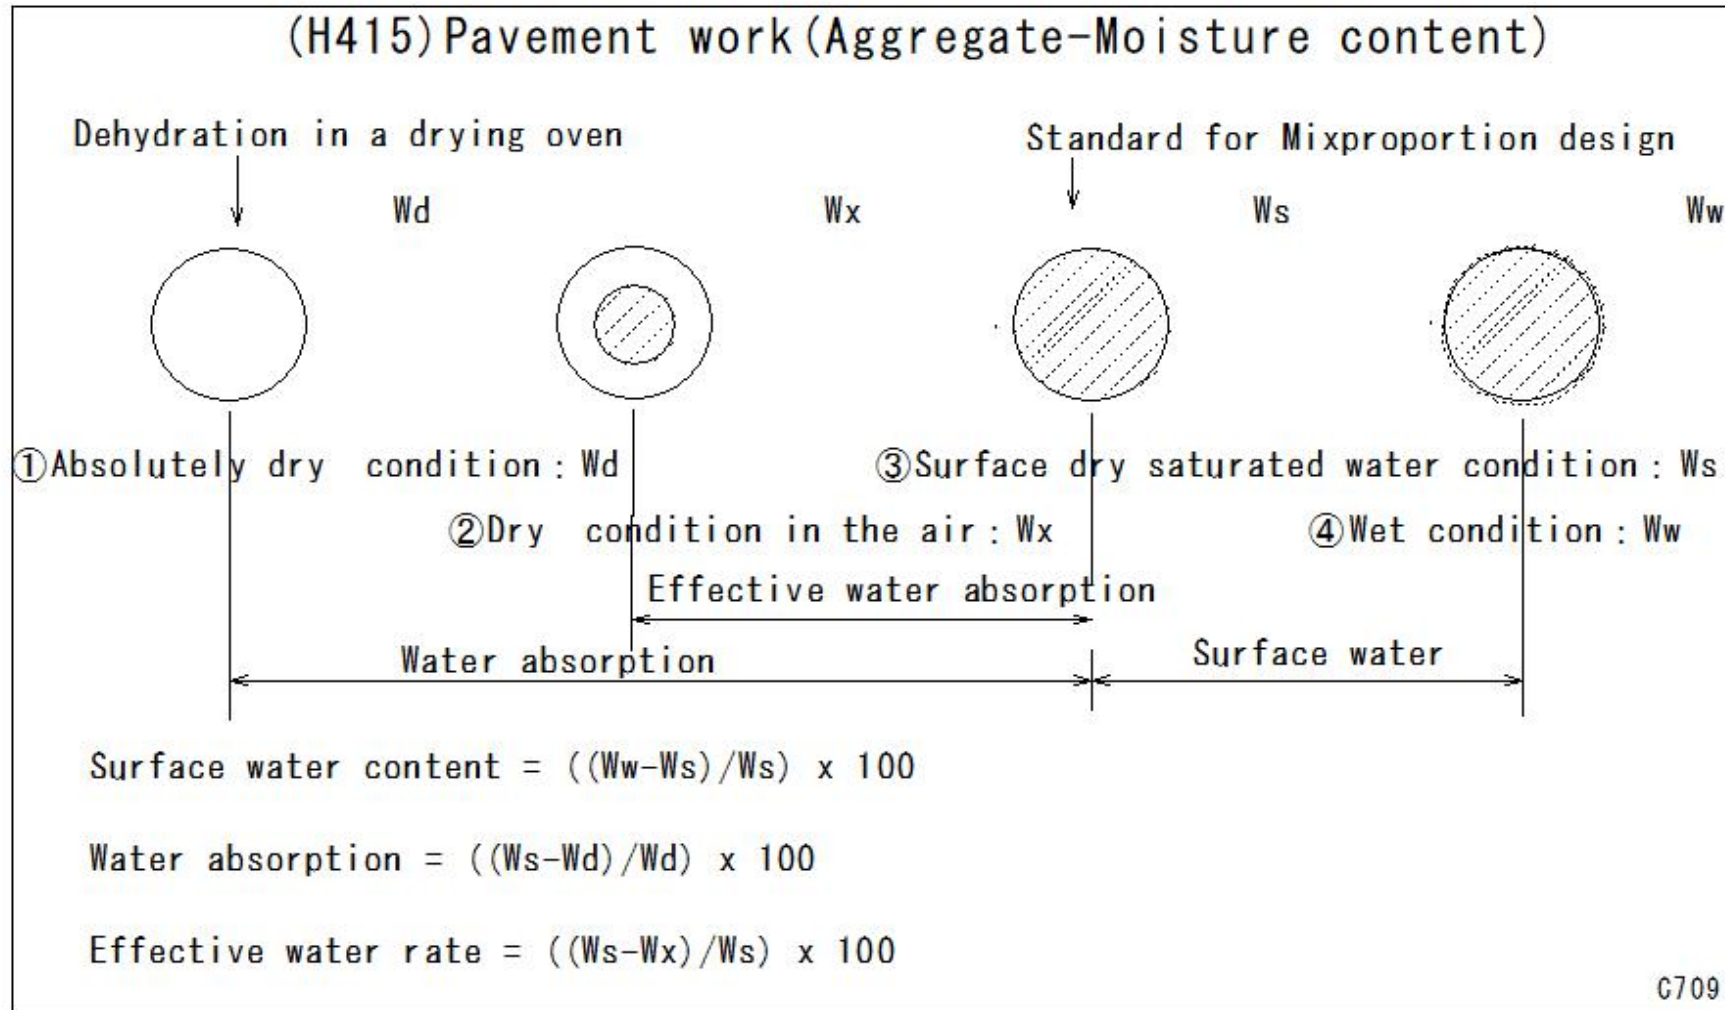 (H415)Pavement work(Aggregate-Moisture content)
Dehydration in a drying oven
Standard for Mixproportion design
Wd
Wx
Ws
Ww
①Absolutely dry condition：Wd
③Surface dry saturated water condition：Ws
②Dry condition in the air：Wx
④Wet condition：Ww
Effective water absorption
Water absorption
Surface water
Surface water content = ((Ww-Ws)/Ws) x 100
Water absorption = ((Ws-Wd)/Wd) x 100
Effective water rate = ((Ws-Wx)/Ws) x 100
C709